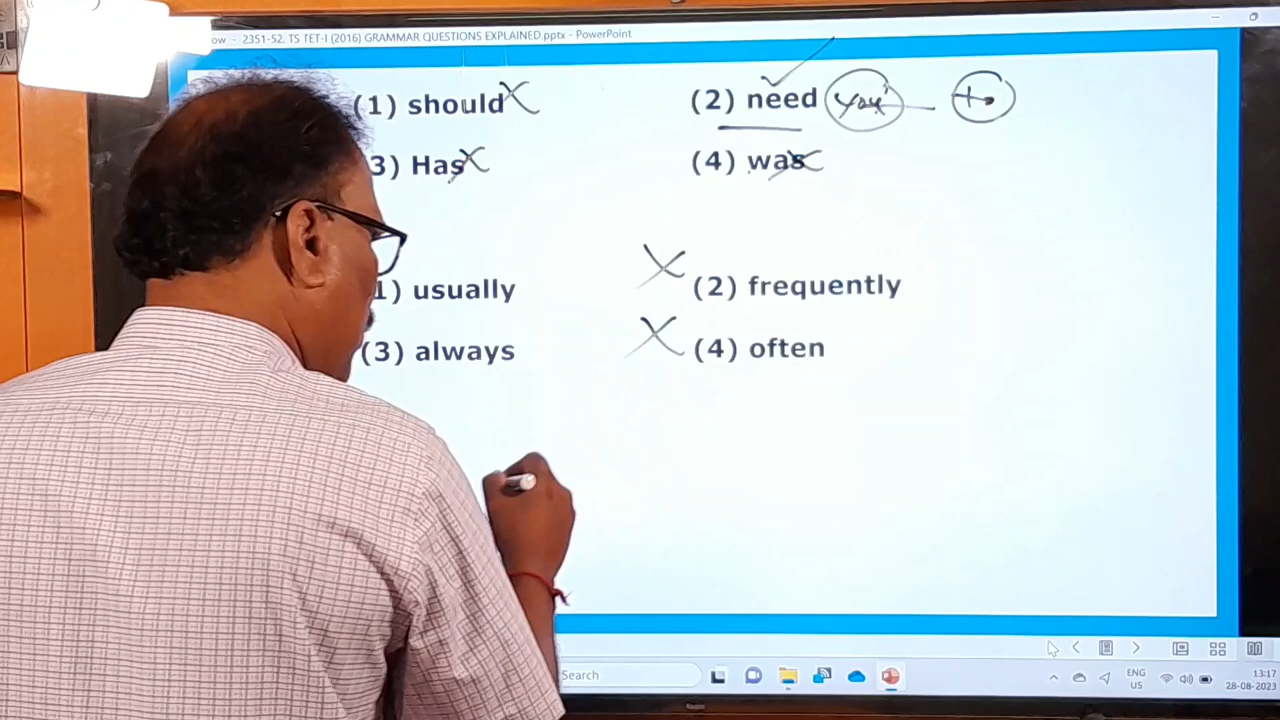 ow - 2351-52. TS TET-I (2016) GRAMMAR QUESTIONS EXPLAINED.pptx - PowerPoint
(1) should (2) need you to
3) Has (4) was
1) usually (2) frequently
(3) always (4) often
Search
ENG
US
13:17
28-08-2023